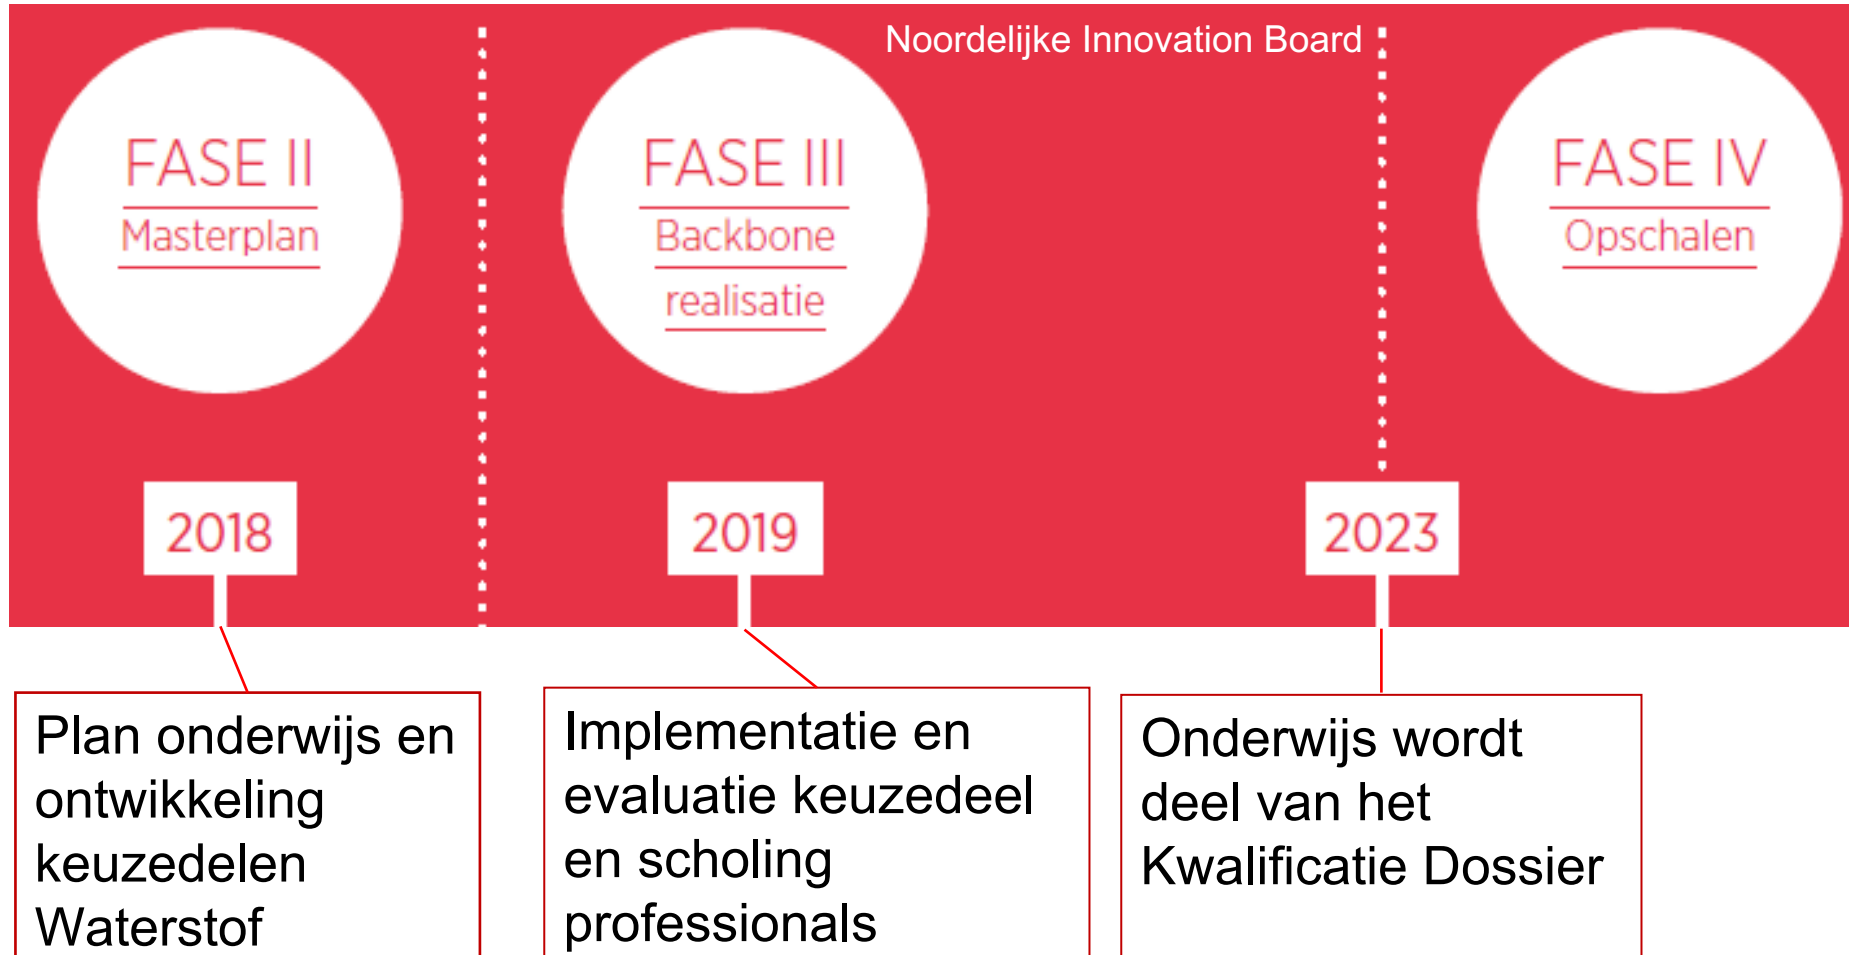 Noordelijke Innovation Board
FASE II
Masterplan
FASE III
Backbone
realisatie
FASE IV
Opschalen
2018
2019
2023
Plan onderwijs en
ontwikkeling
keuzedelen
Waterstof
Implementatie en
evaluatie keuzedeel
en scholing
professionals
Onderwijs wordt
deel van het
Kwalificatie Dossier